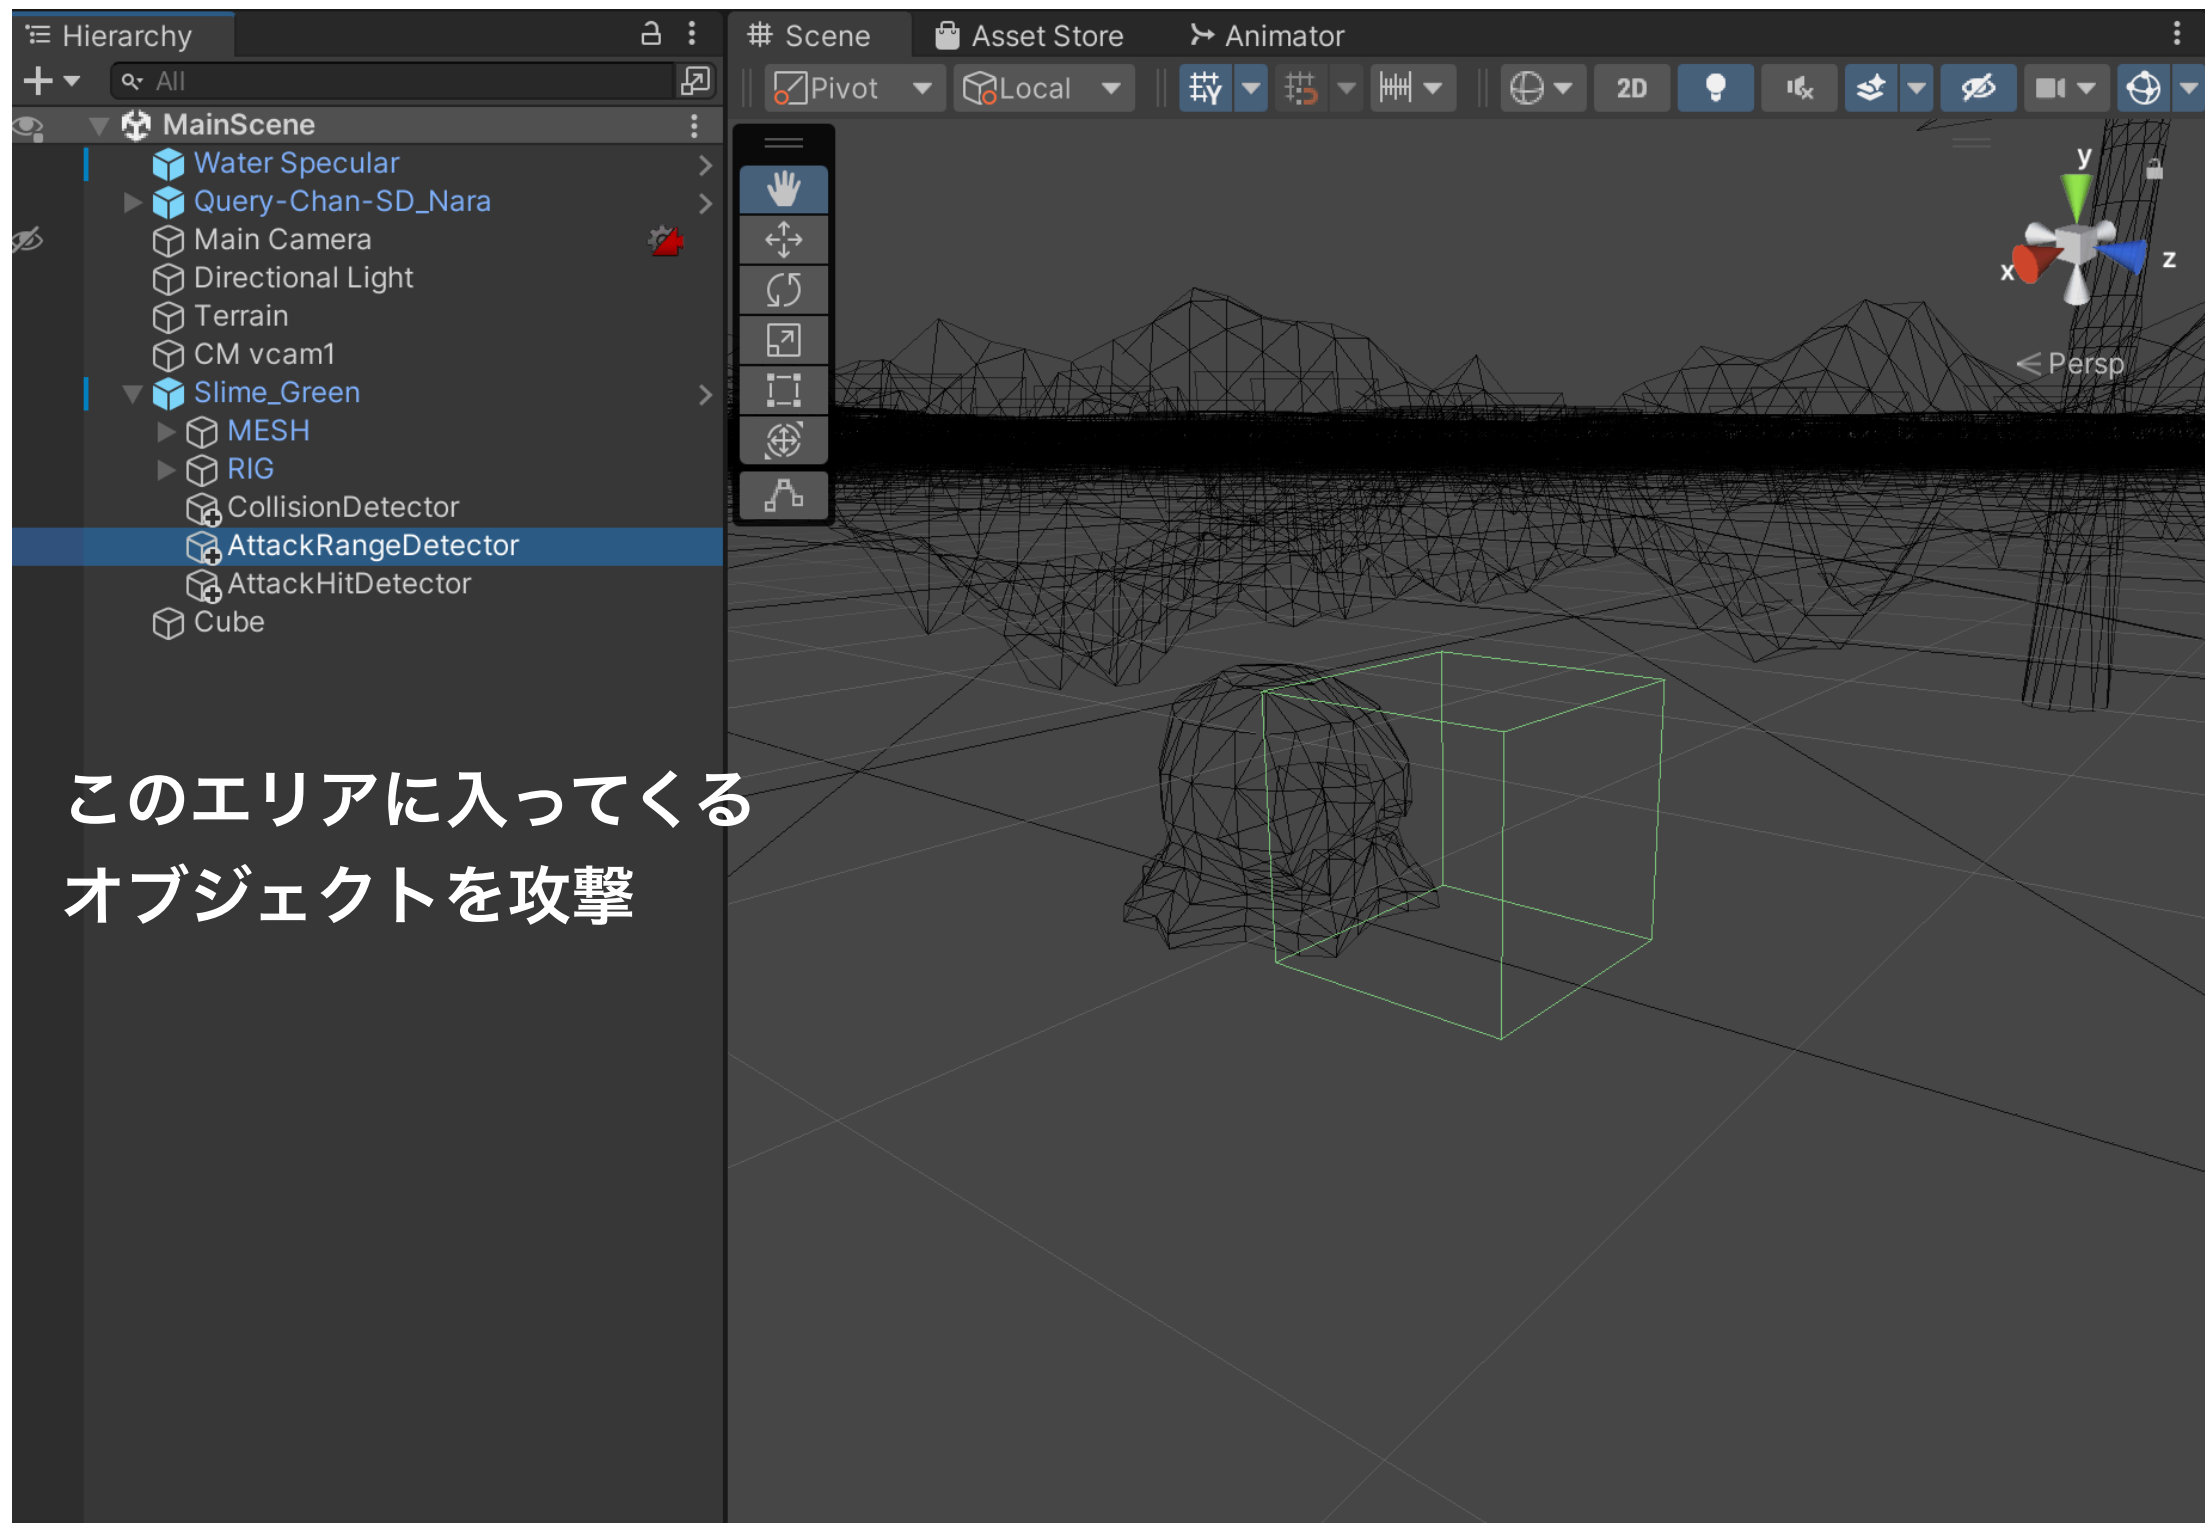 Hierarchy
All
MainScene
Water Specular
Query-Chan-SD_Nara
Main Camera
Directional Light
Terrain
CM vcam1
Slime_Green
MESH
RIG
CollisionDetector
AttackRangeDetector
AttackHitDetector
Cube
このエリアに入ってくる
オブジェクトを攻撃
Scene
Asset Store
Animator
Pivot
Local
2D
y
x
z
Persp